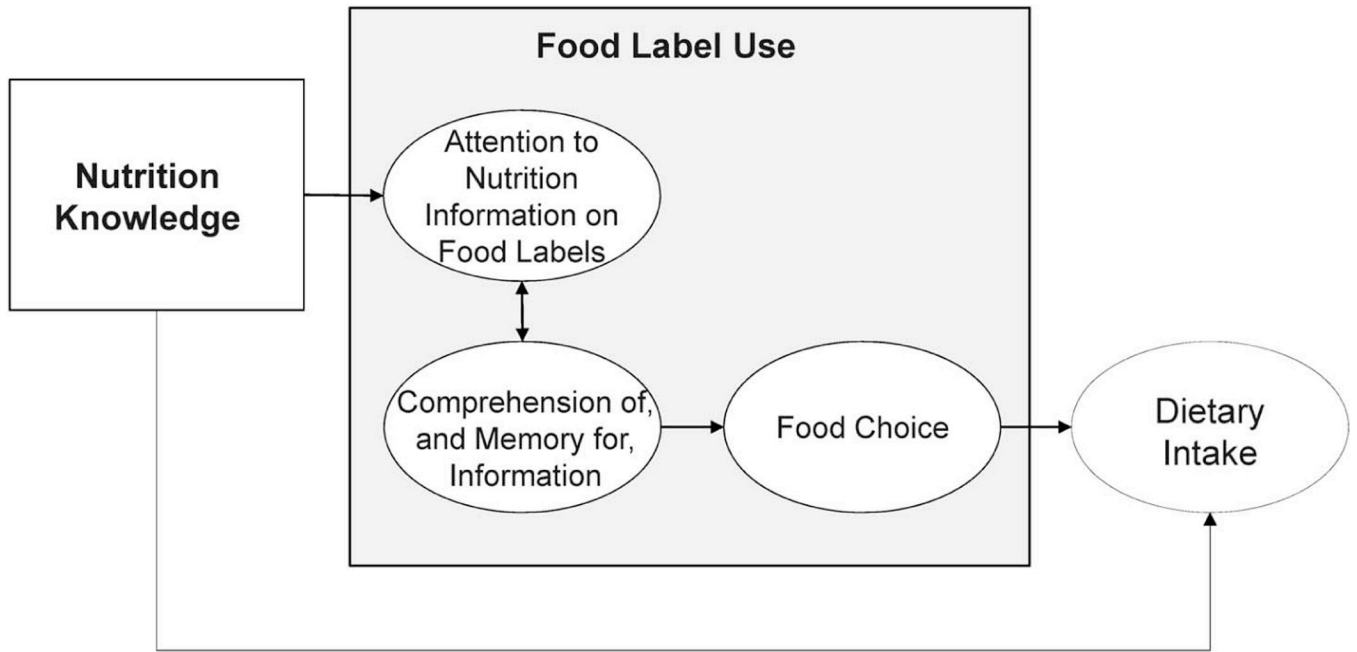 Food Label Use
Nutrition
Knowledge
Attention to
Nutrition
Information on
Food Labels
Comprehension of,
and Memory for,
Information
Food Choice
Dietary
Intake